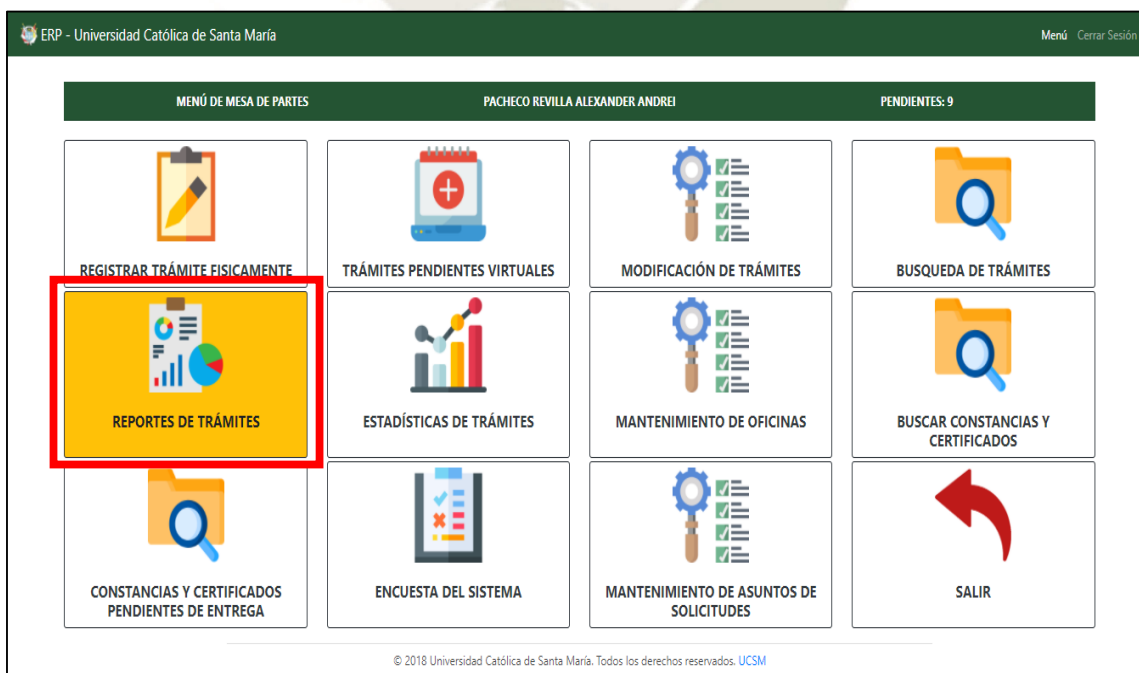 ERP - Universidad Católica de Santa María
Menú Cerrar Sesión
MENÚ DE MESA DE PARTES
PACHECO REVILLA ALEXANDER ANDREI
PENDIENTES: 9
REGISTRAR TRÁMITE FISICAMENTE
TRÁMITES PENDIENTES VIRTUALES
MODIFICACIÓN DE TRÁMITES
BUSQUEDA DE TRÁMITES
REPORTES DE TRÁMITES
ESTADÍSTICAS DE TRÁMITES
MANTENIMIENTO DE OFICINAS
BUSCAR CONSTANCIAS Y
CERTIFICADOS
CONSTANCIAS Y CERTIFICADOS
PENDIENTES DE ENTREGA
ENCUESTA DEL SISTEMA
MANTENIMIENTO DE ASUNTOS DE
SOLICITUDES
SALIR
© 2018 Universidad Católica de Santa María. Todos los derechos reservados. UCSM